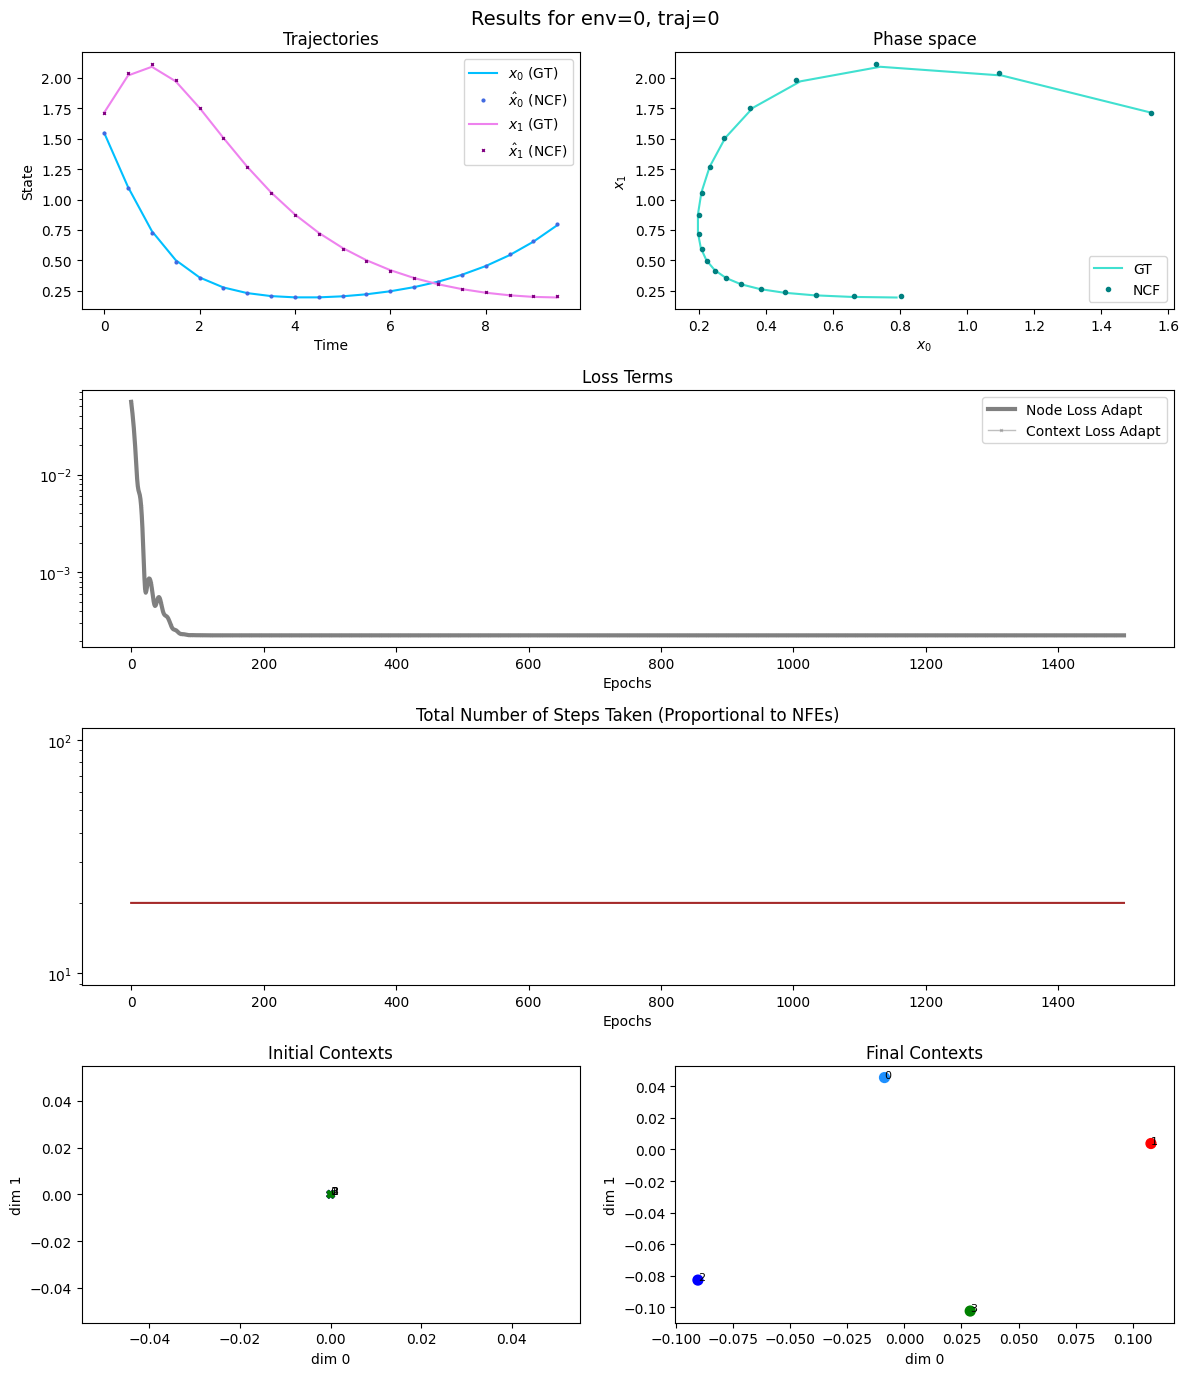 Results for env=0, traj=0
Trajectories
2.00
1.75
1.50
1.25
1.00
0.75
0.50
0.25
State
x₀ (GT)
x̂₀ (NCF)
x₁ (GT)
x̂₁ (NCF)
0 2 4 6 8
Time
Phase space
2.00
1.75
1.50
1.25
1.00
0.75
0.50
0.25
x₁
GT
NCF
0.2 0.4 0.6 0.8 1.0 1.2 1.4 1.6
x₀
Loss Terms
10⁻²
10⁻³
Node Loss Adapt
Context Loss Adapt
0 200 400 600 800 1000 1200 1400
Epochs
Total Number of Steps Taken (Proportional to NFEs)
10²
10¹
0 200 400 600 800 1000 1200 1400
Epochs
Initial Contexts
0.04
0.02
0.00
−0.02
−0.04
dim 1
−0.04 −0.02 0.00 0.02 0.04
dim 0
Final Contexts
0.04
0.02
0.00
−0.02
−0.04
−0.06
−0.08
−0.10
dim 1
0
1
2
3
−0.100 −0.075 −0.050 −0.025 0.000 0.025 0.050 0.075 0.100
dim 0